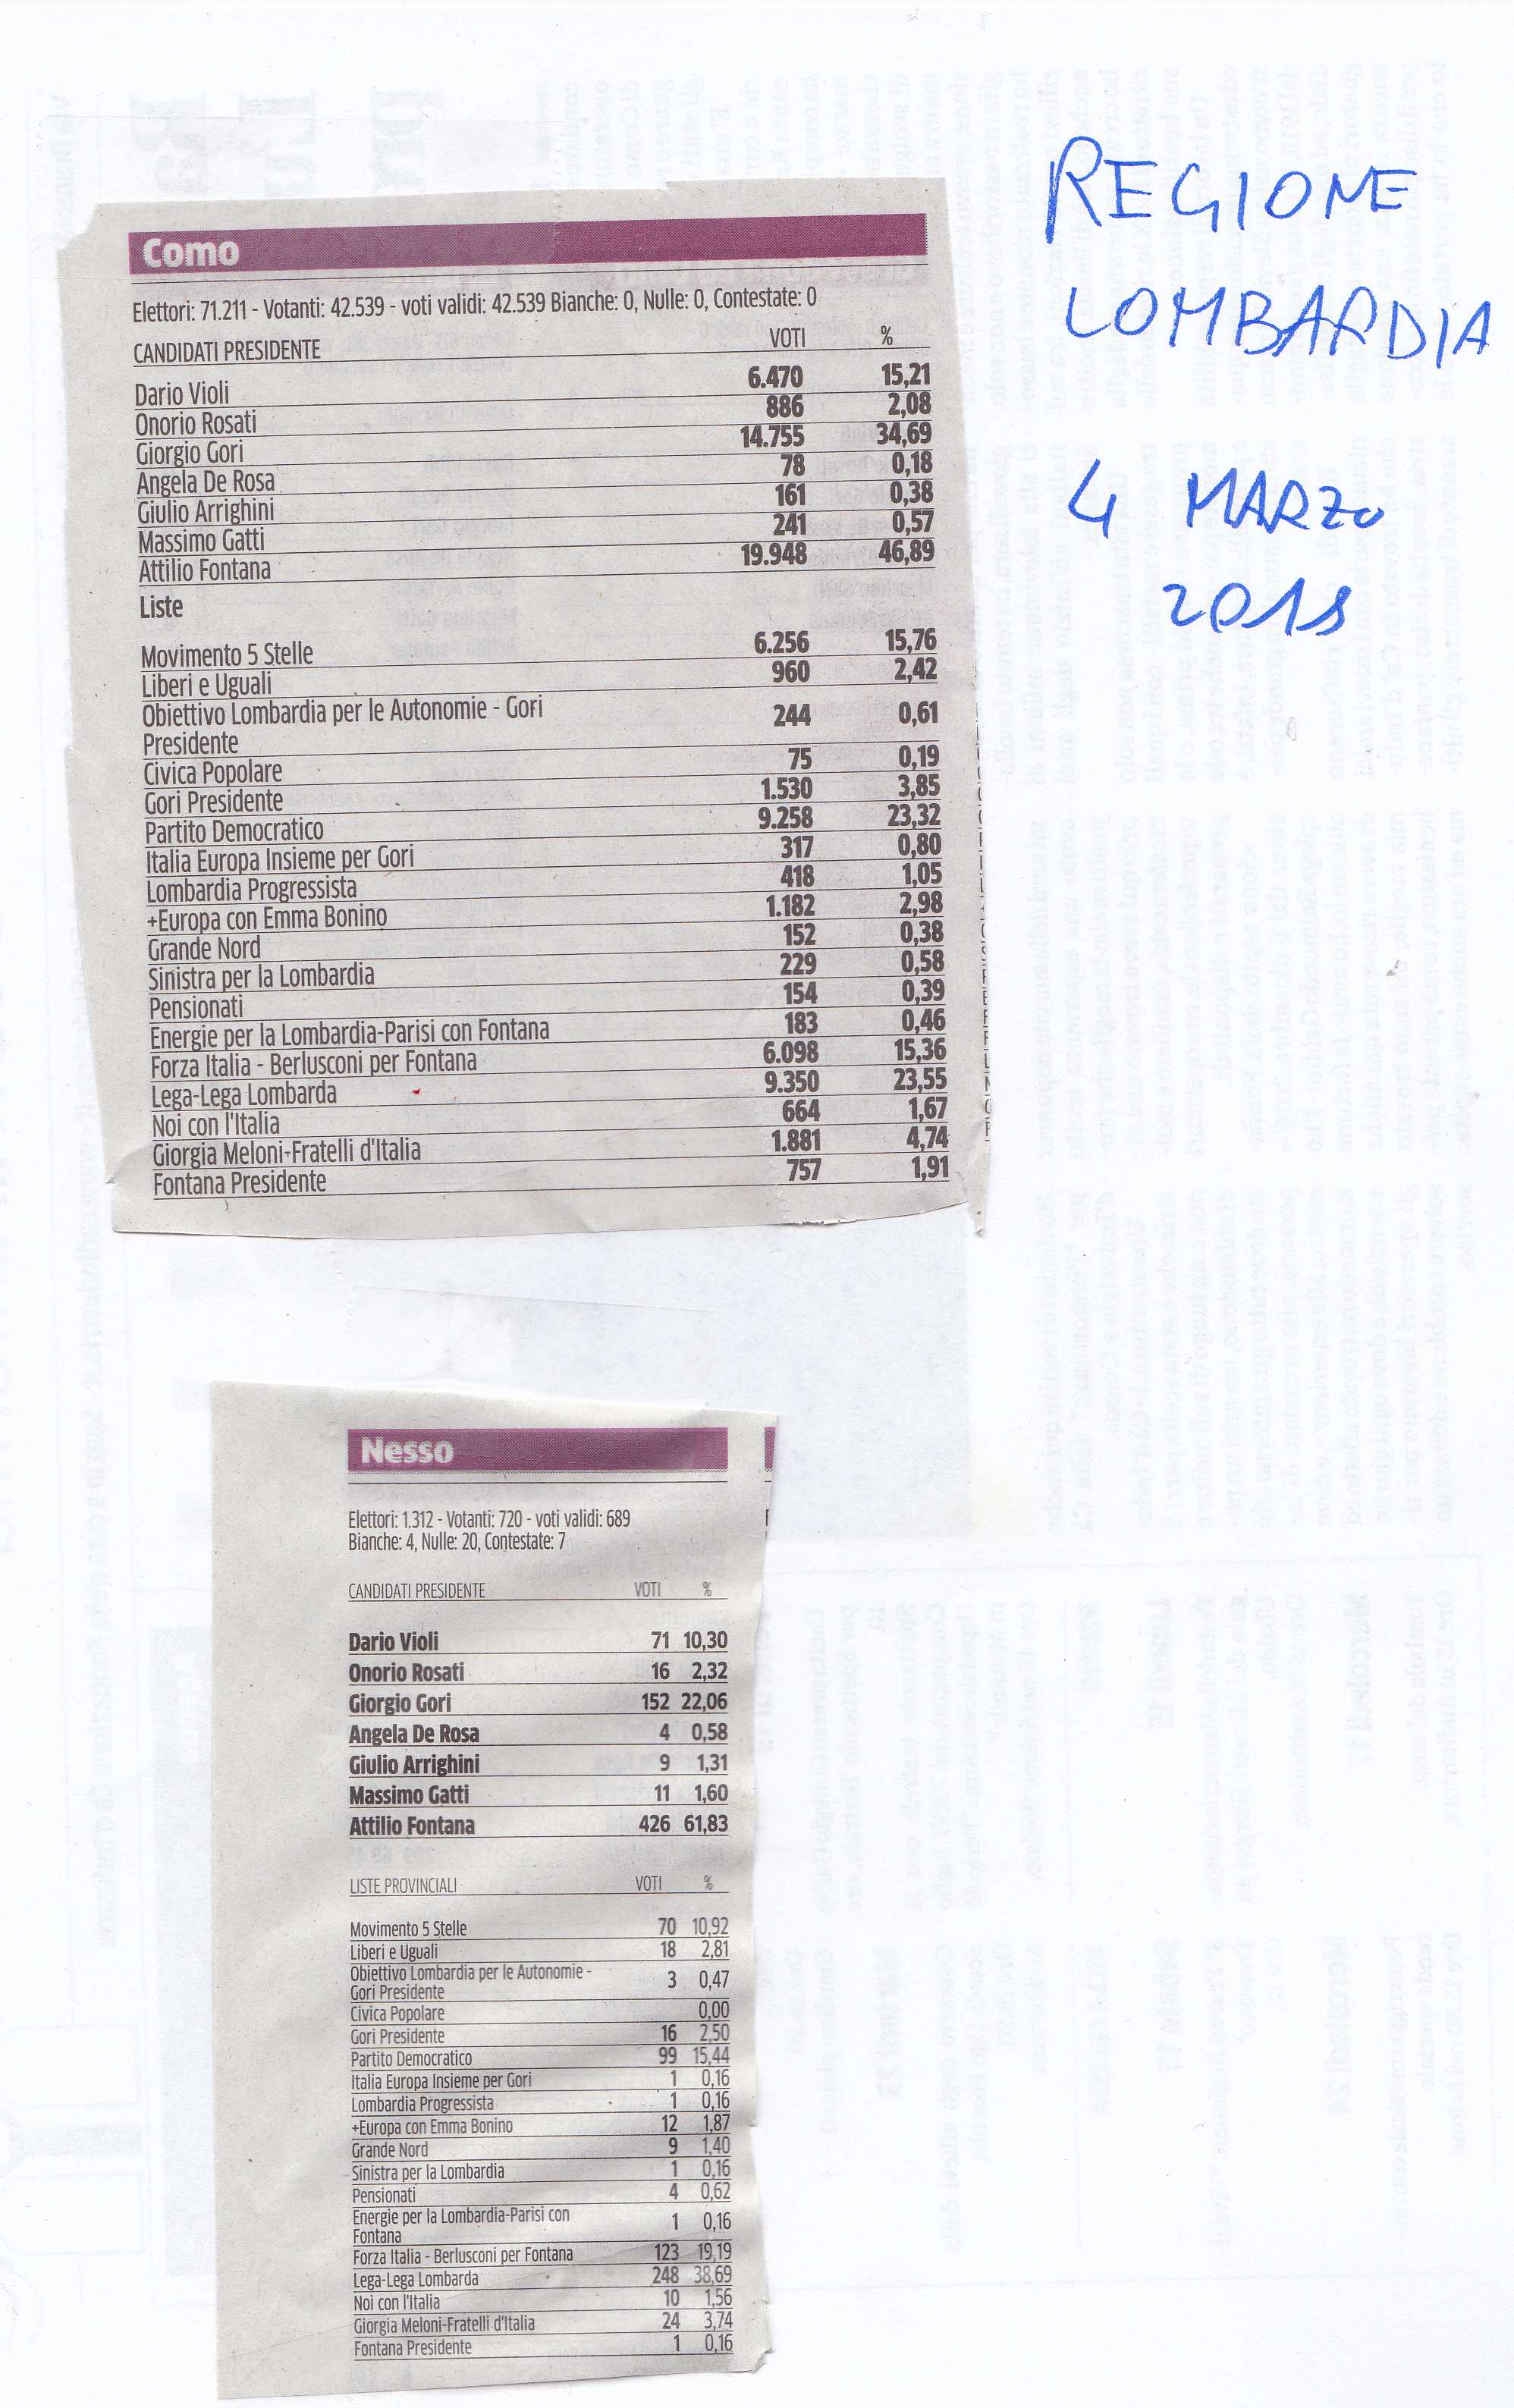 REGIONE
LOMBARDIA
4 MARZO
2018
Como
Elettori: 71.211 - Votanti: 42.539 - voti validi: 42.539 Bianche: 0, Nulle: 0, Contestate: 0
CANDIDATI PRESIDENTE VOTI %
Dario Violi 6.470 15,21
Onorio Rosati 886 2,08
Giorgio Gori 14.755 34,69
Angela De Rosa 78 0,18
Giulio Arrighini 161 0,38
Massimo Gatti 241 0,57
Attilio Fontana 19.948 46,89
Liste
Movimento 5 Stelle 6.256 15,76
Liberi e Uguali 960 2,42
Obiettivo Lombardia per le Autonomie - Gori
Presidente 244 0,61
Civica Popolare 75 0,19
Gori Presidente 1.530 3,85
Partito Democratico 9.258 23,32
Italia Europa Insieme per Gori 317 0,80
Lombardia Progressista 418 1,05
+Europa con Emma Bonino 1.182 2,98
Grande Nord 152 0,38
Sinistra per la Lombardia 229 0,58
Pensionati 154 0,39
Energie per la Lombardia-Parisi con Fontana 183 0,46
Forza Italia - Berlusconi per Fontana 6.098 15,36
Lega-Lega Lombarda 9.350 23,55
Noi con l'Italia 664 1,67
Giorgia Meloni-Fratelli d'Italia 1.881 4,74
Fontana Presidente 757 1,91
Nesso
Elettori: 1.312 - Votanti: 720 - voti validi: 689
Bianche: 4, Nulle: 20, Contestate: 7
CANDIDATI PRESIDENTE VOTI %
Dario Violi 71 10,30
Onorio Rosati 16 2,32
Giorgio Gori 152 22,06
Angela De Rosa 4 0,58
Giulio Arrighini 9 1,31
Massimo Gatti 11 1,60
Attilio Fontana 426 61,83
LISTE PROVINCIALI VOTI %
Movimento 5 Stelle 70 10,92
Liberi e Uguali 18 2,81
Obiettivo Lombardia per le Autonomie -
Gori Presidente 3 0,47
Civica Popolare 0,00
Gori Presidente 16 2,50
Partito Democratico 99 15,44
Italia Europa Insieme per Gori 1 0,16
Lombardia Progressista 1 0,16
+Europa con Emma Bonino 12 1,87
Grande Nord 9 1,40
Sinistra per la Lombardia 1 0,16
Pensionati 4 0,62
Energie per la Lombardia-Parisi con
Fontana 1 0,16
Forza Italia - Berlusconi per Fontana 123 19,19
Lega-Lega Lombarda 248 38,69
Noi con l'Italia 10 1,56
Giorgia Meloni-Fratelli d'Italia 24 3,74
Fontana Presidente 1 0,16